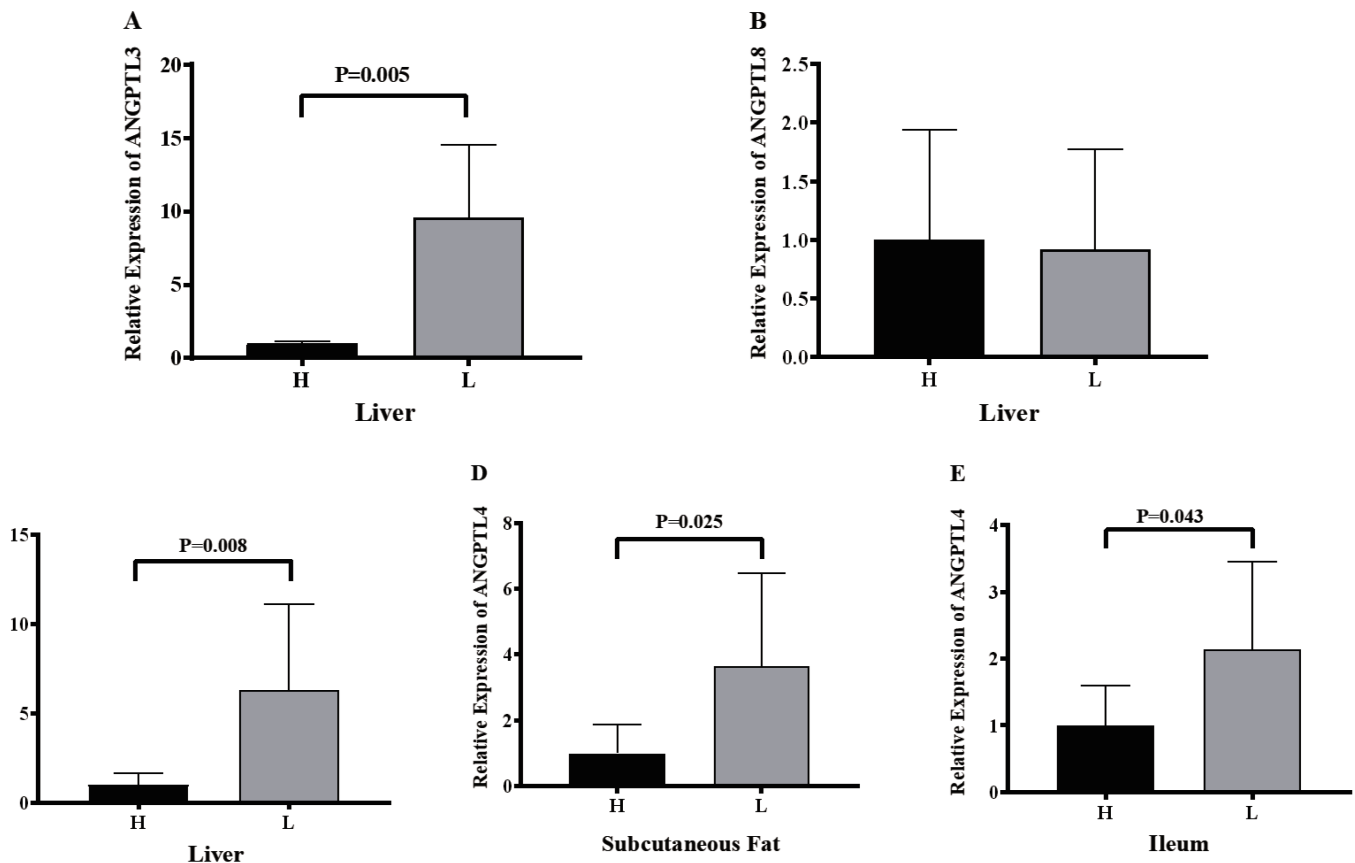 A
Relative Expression of ANGPTL3
20
15
10
5
0
P=0.005
H
L
Liver
B
Relative Expression of ANGPTL8
2.5
2.0
1.5
1.0
0.5
0.0
H
L
Liver
15
10
5
0
P=0.008
H
L
Liver
D
Relative Expression of ANGPTL4
8
6
4
2
0
P=0.025
H
L
Subcutaneous Fat
E
Relative Expression of ANGPTL4
4
3
2
1
0
P=0.043
H
L
Ileum